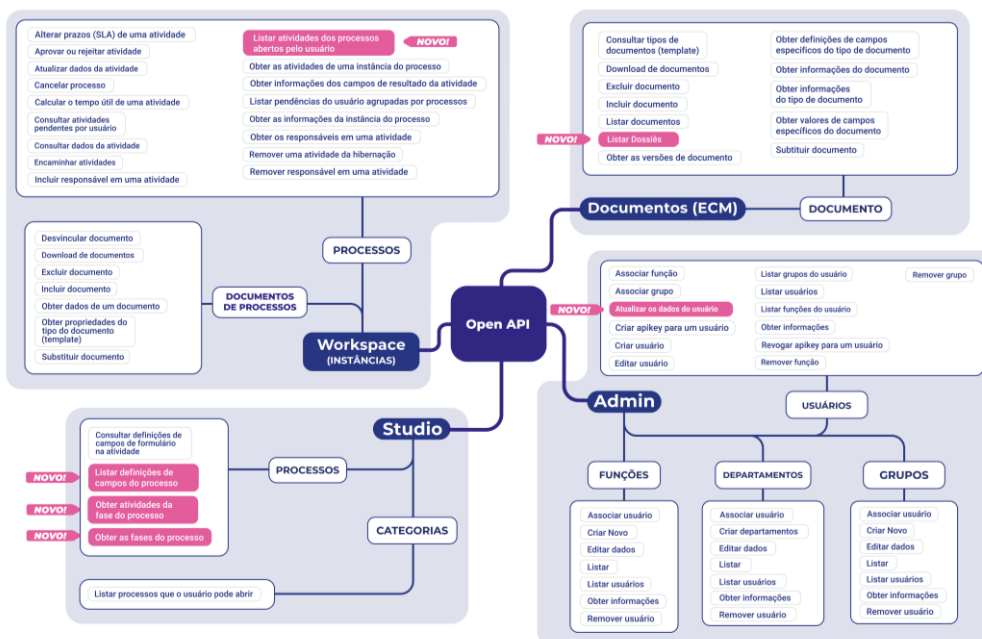 Alterar prazos (SLA) de uma atividade
Aprovar ou rejeitar atividade
Atualizar dados da atividade
Cancelar processo
Calcular o tempo útil de uma atividade
Consultar atividades
pendentes por usuário
Consultar dados da atividade
Encaminhar atividades
Incluir responsável em uma atividade
Listar atividades dos processos
abertos pelo usuário
NOVO!
Obter as atividades de uma instância do processo
Obter informações dos campos de resultado da atividade
Listar pendências do usuário agrupadas por processos
Obter as informações da instância do processo
Obter os responsáveis em uma atividade
Remover uma atividade da hibernação
Remover responsável em uma atividade
PROCESSOS
Desvincular documento
Download de documentos
Excluir documento
Incluir documento
Obter dados de um documento
Obter propriedades do
tipo do documento
(template)
Substituir documento
DOCUMENTOS
DE PROCESSOS
Workspace
(INSTÂNCIAS)
Open API
Consultar tipos de
documentos (template)
Download de documentos
Excluir documento
Incluir documento
Listar documentos
NOVO!
Listar Dossiês
Obter as versões de documento
Obter definições de campos
especificos do tipo de documento
Obter informações do documento
Obter informações
do tipo de documento
Obter valores de campos
específicos do documento
Substituir documento
Documentos (ECM)
DOCUMENTO
Associar função
Associar grupo
NOVO!
Atualizar os dados do usuário
Criar apikey para um usuário
Criar usuário
Editar usuário
Listar grupos do usuário
Listar usuários
Listar funções do usuário
Obter informações
Revogar apikey para um usuário
Remover função
Remover grupo
Admin
USUÁRIOS
FUNÇÕES
Associar usuário
Criar Novo
Editar dados
Listar
Listar usuários
Obter informações
Remover usuário
DEPARTAMENTOS
Associar usuário
Criar departamentos
Editar dados
Listar
Listar usuários
Obter informações
Remover usuário
GRUPOS
Associar usuário
Criar Novo
Editar dados
Listar
Listar usuários
Obter informações
Remover usuário
Studio
PROCESSOS
Consultar definições de
campos de formulário
na atividade
NOVO!
Listar definições de
campos do processo
NOVO!
Obter atividades da
fase do processo
NOVO!
Obter as fases do processo
CATEGORIAS
Listar processos que o usuário pode abrir